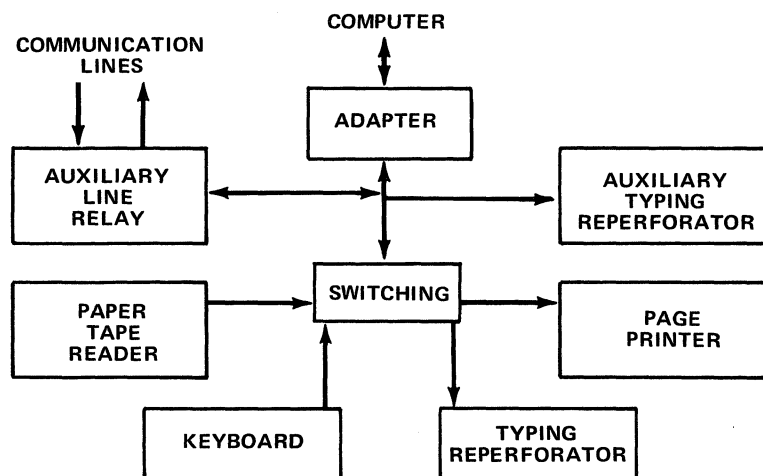 COMPUTER
COMMUNICATION
LINES
ADAPTER
AUXILIARY
LINE
RELAY
AUXILIARY
TYPING
REPERFORATOR
SWITCHING
PAPER
TAPE
READER
PAGE
PRINTER
KEYBOARD
TYPING
REPERFORATOR